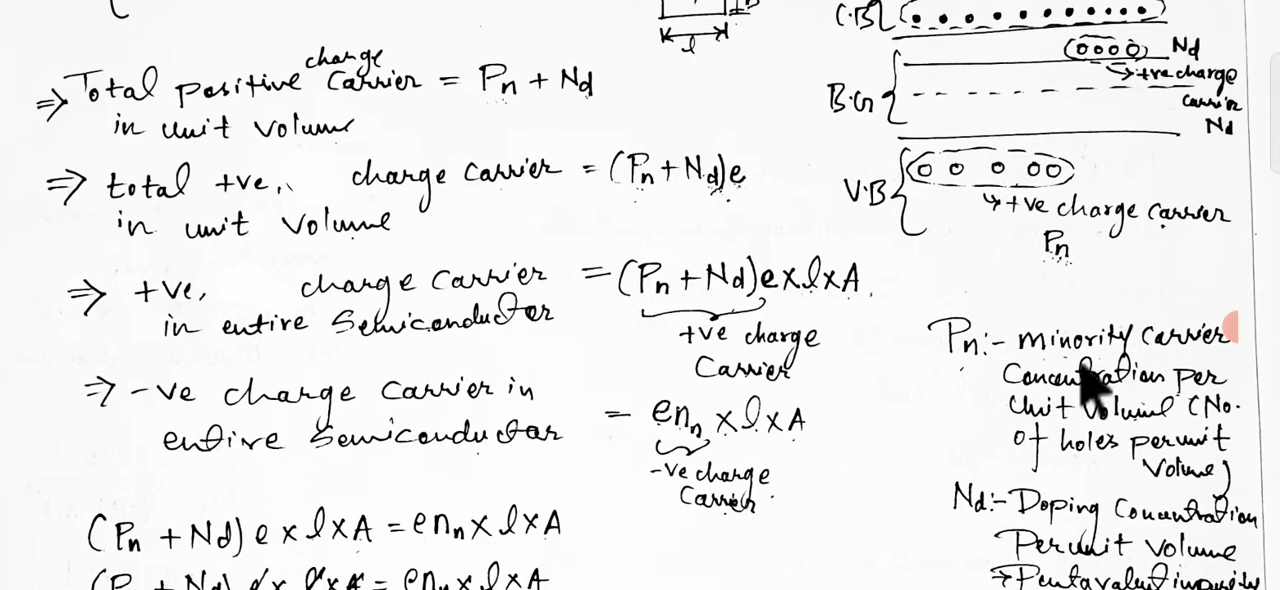 l
C.B
Nd
+ve charge
carrier
Nd
B.G
V.B
+ve charge carrier
Pn
⇒ Total positive charge carrier = Pn + Nd
in unit volume
⇒ total +ve charge carrier = (Pn + Nd)e
in unit volume
⇒ +ve, charge carrier = (Pn + Nd)e × l × A.
in entire Semiconductor
+ve charge
Carrier
⇒ -ve charge carrier in
entire Semiconductor = enn × l × A
-ve charge
Carrier
(Pn + Nd) e × l × A = enn × l × A
Pn:- minority carrier
Concentration per
Unit volume (No.
of holes per unit
volume)
Nd:- Doping Concentration
Per unit volume
→ Pentavalent impurity